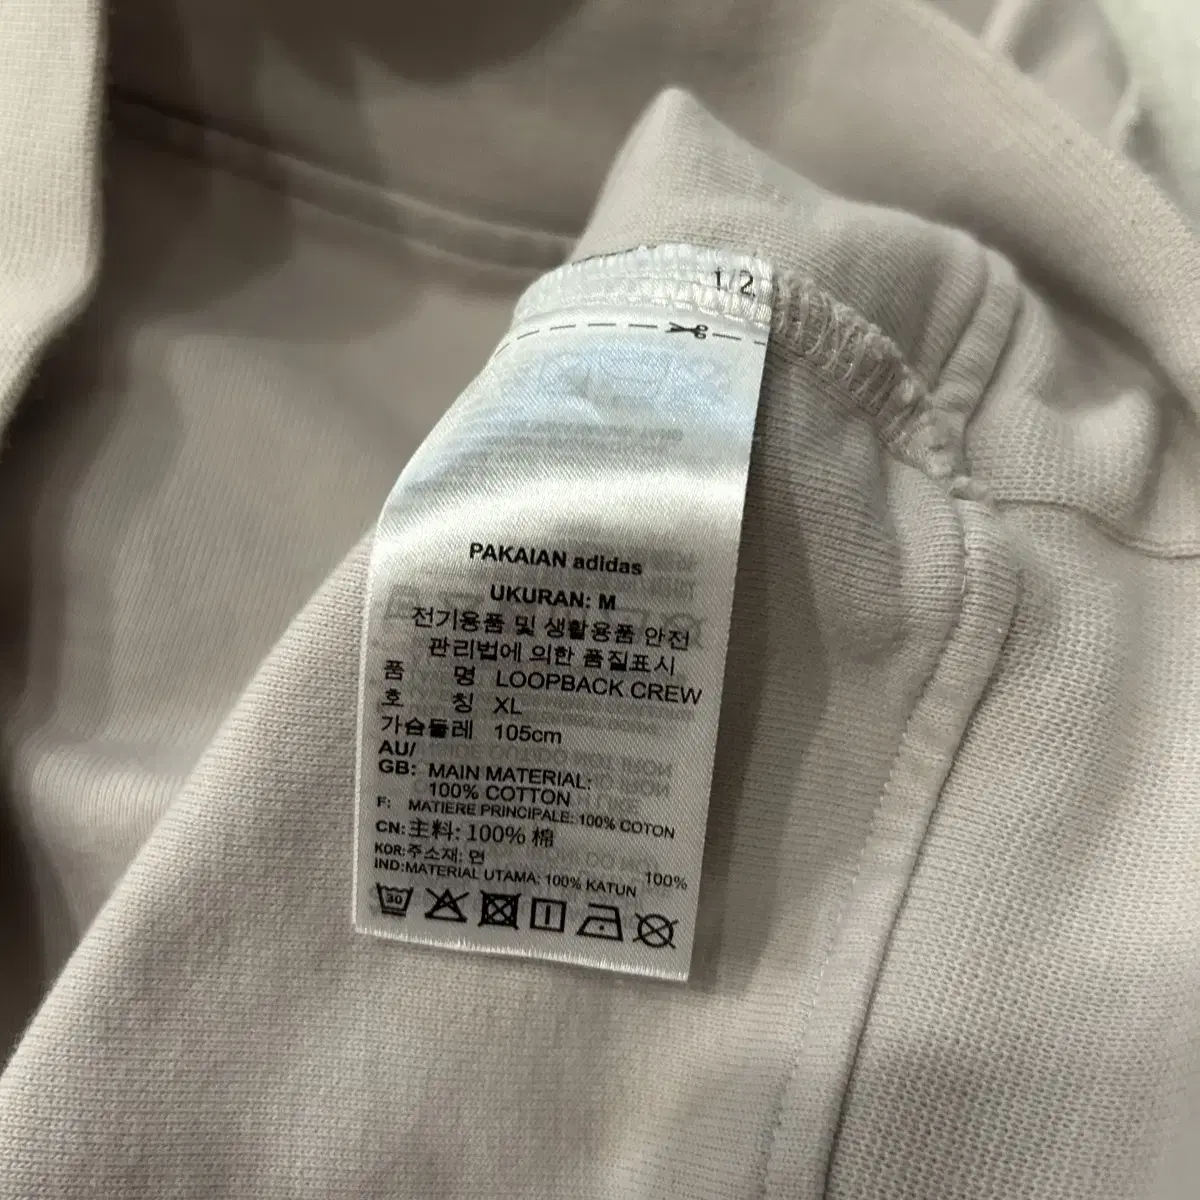 1/2
PAKAIAN adidas
UKURAN: M
전기용품 및 생활용품 안전
관리법에 의한 품질표시
품 명 LOOPBACK CREW
호 칭 XL
가슴둘레 105cm
AU/
GB: MAIN MATERIAL:
100% COTTON
F: MATIERE PRINCIPALE: 100% COTON
CN:主料: 100% 棉
KOR:주소재: 면 100%
IND:MATERIAL UTAMA: 100% KATUN
30